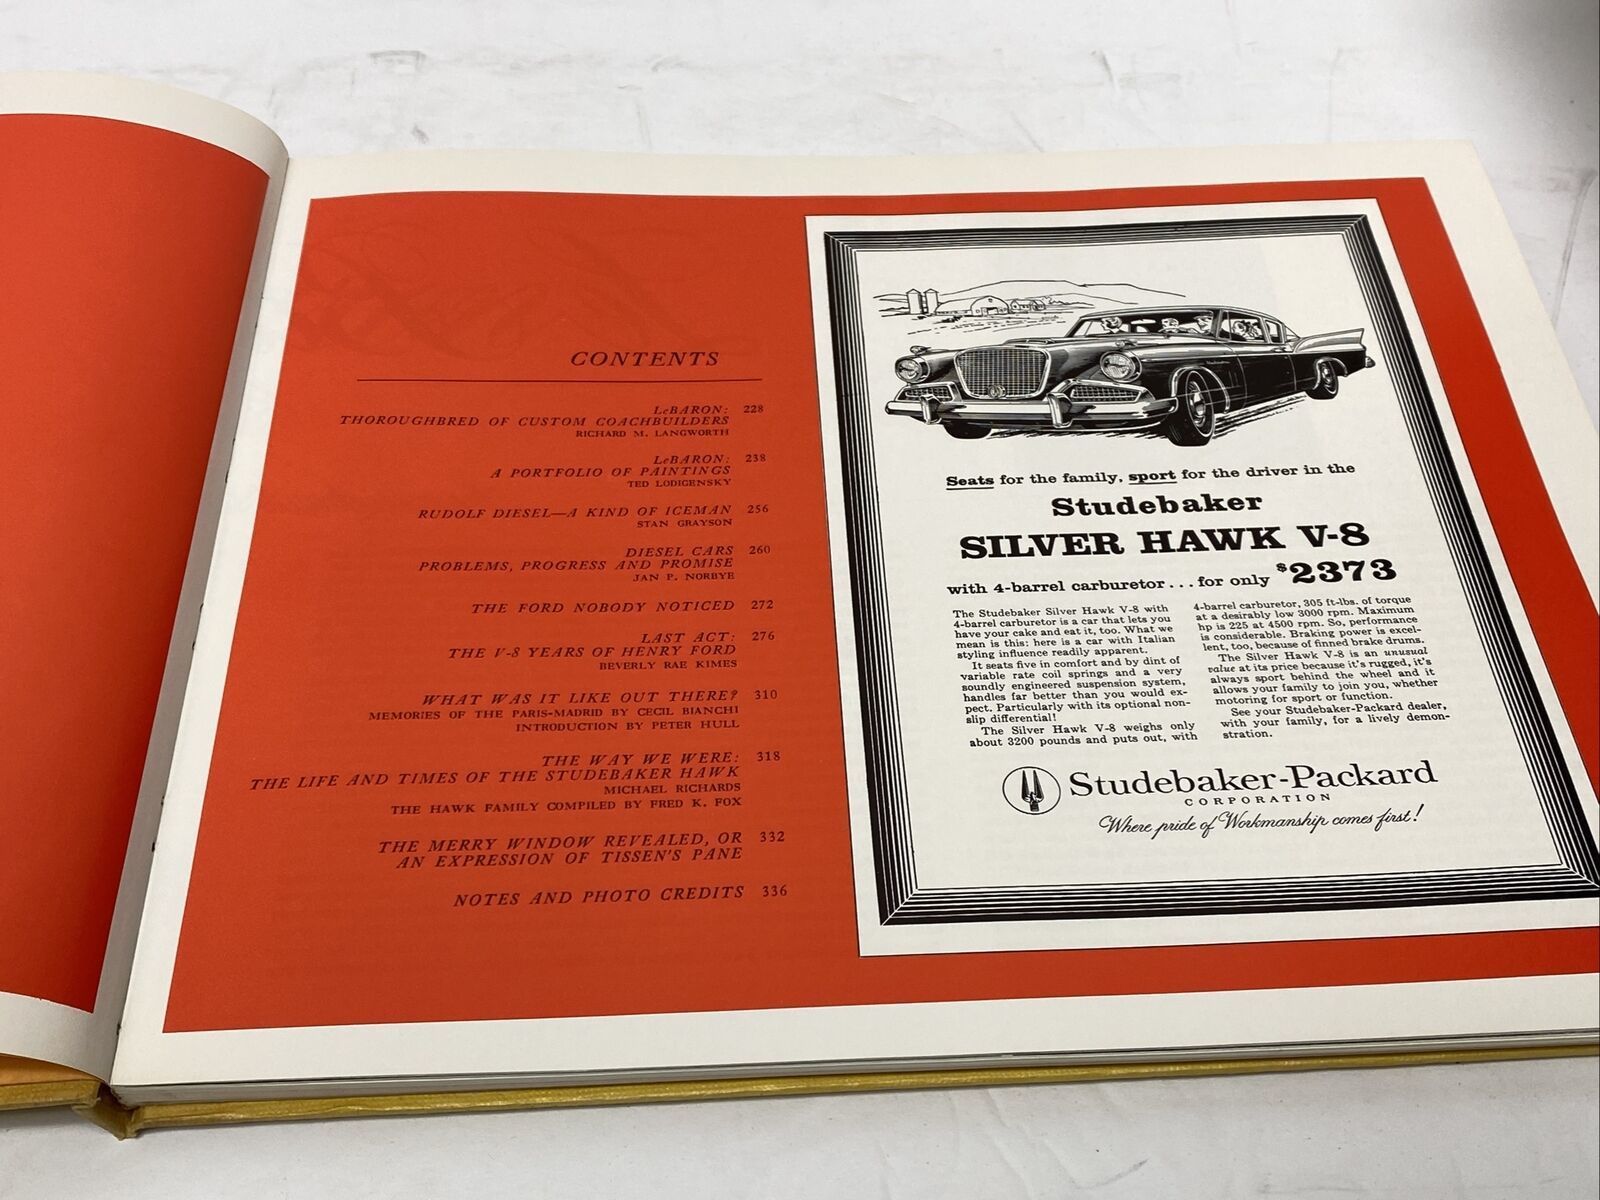 CONTENTS
LeBARON: 228
THOROUGHBRED OF CUSTOM COACHBUILDERS
RICHARD M. LANGWORTH
LeBARON: 238
A PORTFOLIO OF PAINTINGS
TED LODIGENSKY
RUDOLF DIESEL—A KIND OF ICEMAN 256
STAN GRAYSON
DIESEL CARS 260
PROBLEMS, PROGRESS AND PROMISE
JAN P. NORBYE
THE FORD NOBODY NOTICED 272
LAST ACT: 276
THE V-8 YEARS OF HENRY FORD
BEVERLY RAE KIMES
WHAT WAS IT LIKE OUT THERE? 310
MEMORIES OF THE PARIS-MADRID BY CECIL BIANCHI
INTRODUCTION BY PETER HULL
THE WAY WE WERE: 318
THE LIFE AND TIMES OF THE STUDEBAKER HAWK
MICHAEL RICHARDS
THE HAWK FAMILY COMPILED BY FRED K. FOX
THE MERRY WINDOW REVEALED, OR 332
AN EXPRESSION OF TISSEN'S PANE
NOTES AND PHOTO CREDITS 336
Seats for the family, sport for the driver in the
Studebaker
SILVER HAWK V-8
with 4-barrel carburetor . . . for only $2373
The Studebaker Silver Hawk V-8 with
4-barrel carburetor is a car that lets you
have your cake and eat it, too. What we
mean is this: here is a car with Italian
styling influence readily apparent.
It seats five in comfort and by dint of
variable rate coil springs and a very
soundly engineered suspension system,
handles far better than you would ex-
pect. Particularly with its optional non-
slip differential!
The Silver Hawk V-8 weighs only
about 3200 pounds and puts out, with
4-barrel carburetor, 305 ft-lbs. of torque
at a desirably low 3000 rpm. Maximum
hp is 225 at 4500 rpm. So, performance
is considerable. Braking power is excel-
lent, too, because of finned brake drums.
The Silver Hawk V-8 is an unusual
value at its price because it's rugged, it's
always sport behind the wheel and it
allows your family to join you, whether
motoring for sport or function.
See your Studebaker-Packard dealer,
with your family, for a lively demon-
stration.
Studebaker-Packard
CORPORATION
Where pride of Workmanship comes first!